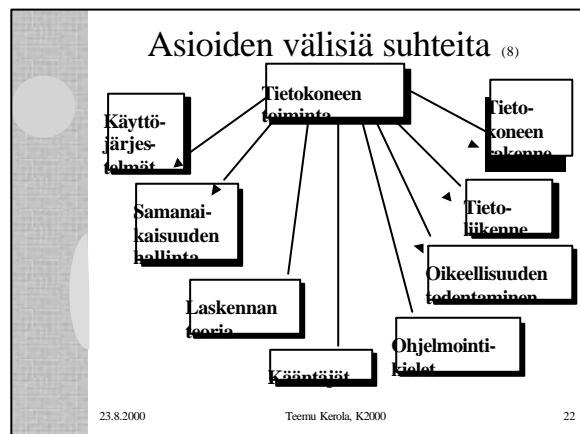 Asioiden välisiä suhteita (8)
Tietokoneen
toiminta
Käyttö-
järjes-
telmät
Tieto-
koneen
rakenne
Samanai-
kaisuuden
hallinta
Tieto-
liikenne
Oikeellisuuden
todentaminen
Laskennan
teoria
Ohjelmointi-
kielet
Kääntäjät
23.8.2000
Teemu Kerola, K2000
22